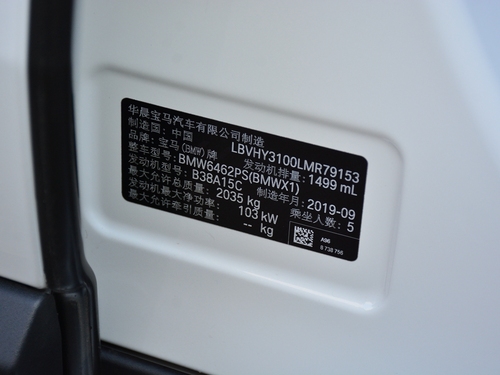 华晨宝马汽车有限公司制造
制造国：中国 LBVHY3100LMR79153
品牌：宝马(BMW)牌 发动机排量：1499 mL
整车型号：BMW6462PS(BMWX1)
发动机型号：B38A15C 制造年月：2019-09
最大允许总质量：2035 kg 乘坐人数：5
发动机最大净功率：103 kW
最大允许牵引质量：-- kg
A96
8 738 756